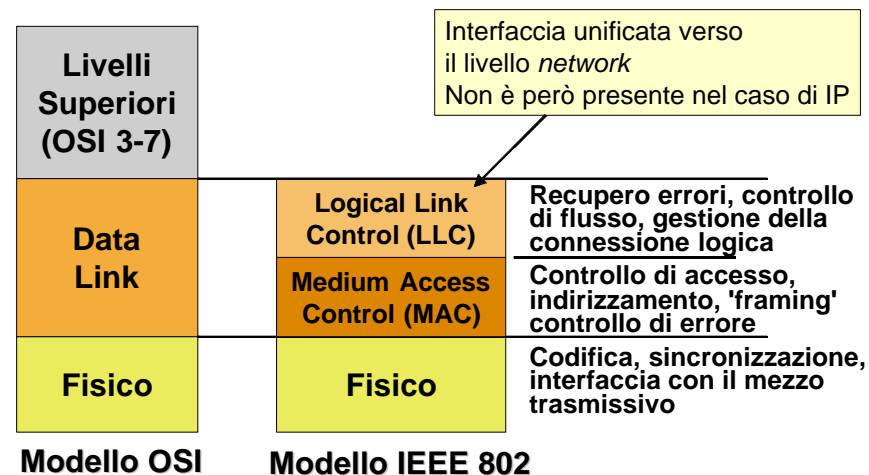 Interfaccia unificata verso
il livello network
Non è però presente nel caso di IP
Livelli
Superiori
(OSI 3-7)
Data
Link
Fisico
Modello OSI
Logical Link
Control (LLC)
Medium Access
Control (MAC)
Fisico
Modello IEEE 802
Recupero errori, controllo
di flusso, gestione della
connessione logica
Controllo di accesso,
indirizzamento, 'framing'
controllo di errore
Codifica, sincronizzazione,
interfaccia con il mezzo
trasmissivo